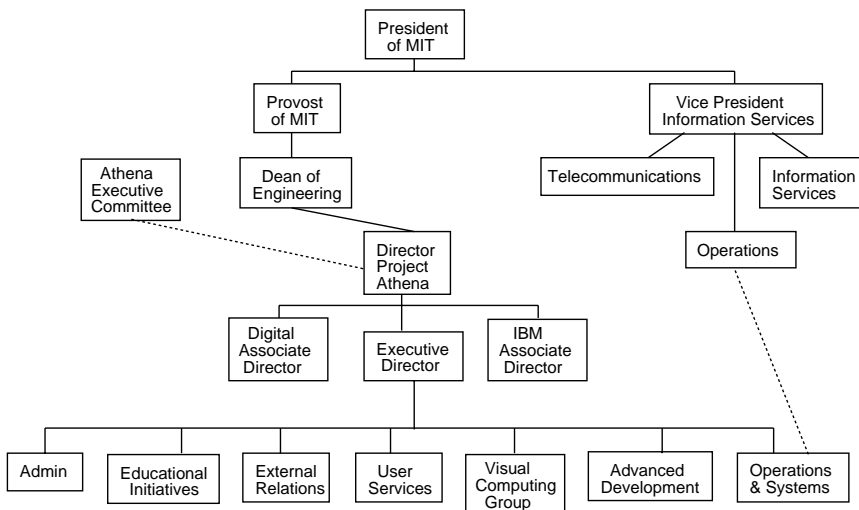 President
of MIT
Provost
of MIT
Vice President
Information Services
Athena
Executive
Committee
Dean of
Engineering
Telecommunications
Information
Services
Director
Project
Athena
Operations
Digital
Associate
Director
Executive
Director
IBM
Associate
Director
Admin
Educational
Initiatives
External
Relations
User
Services
Visual
Computing
Group
Advanced
Development
Operations
& Systems